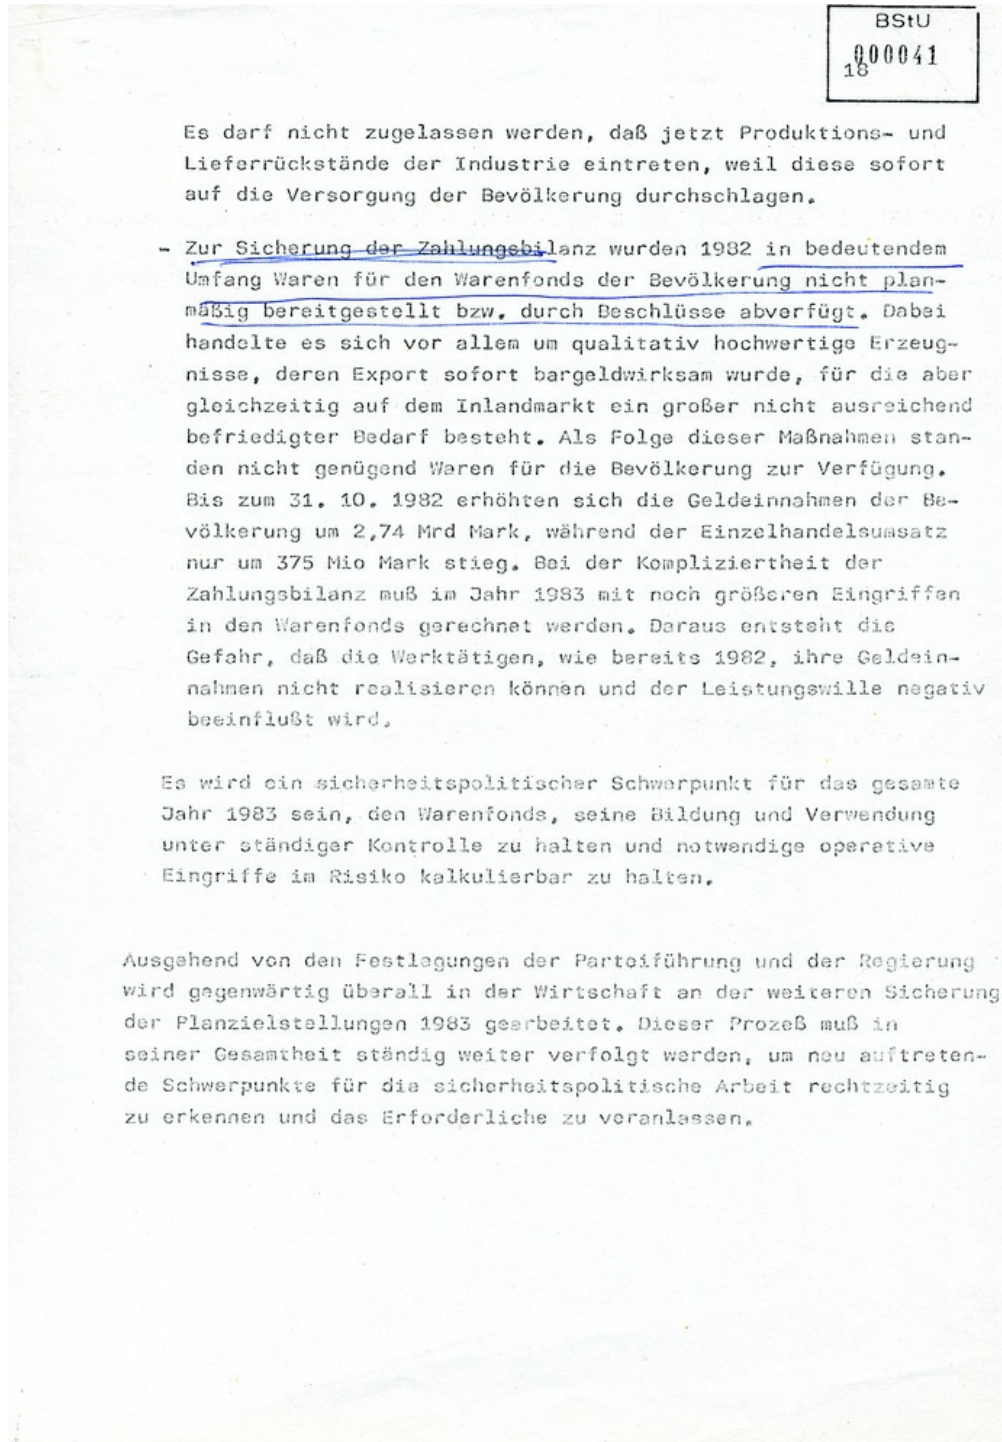 BStU
000041
18
Es darf nicht zugelassen werden, daß jetzt Produktions- und
Lieferrückstände der Industrie eintreten, weil diese sofort
auf die Versorgung der Bevölkerung durchschlagen.
- Zur Sicherung der Zahlungsbilanz wurden 1982 in bedeutendem
Umfang Waren für den Warenfonds der Bevölkerung nicht plan-
mäßig bereitgestellt bzw. durch Beschlüsse abverfügt. Dabei
handelte es sich vor allem um qualitativ hochwertige Erzeug-
nisse, deren Export sofort bargeldwirksam wurde, für die aber
gleichzeitig auf dem Inlandmarkt ein großer nicht ausreichend
befriedigter Bedarf besteht. Als Folge dieser Maßnahmen stan-
den nicht genügend Waren für die Bevölkerung zur Verfügung.
Bis zum 31. 10. 1982 erhöhten sich die Geldeinnahmen der Be-
völkerung um 2,74 Mrd Mark, während der Einzelhandelsumsatz
nur um 375 Mio Mark stieg. Bei der Kompliziertheit der
Zahlungsbilanz muß im Jahr 1983 mit noch größeren Eingriffen
in den Warenfonds gerechnet werden. Daraus entsteht die
Gefahr, daß die Werktätigen, wie bereits 1982, ihre Geldein-
nahmen nicht realisieren können und der Leistungswille negativ
beeinflußt wird.
Es wird ein sicherheitspolitischer Schwerpunkt für das gesamte
Jahr 1983 sein, den Warenfonds, seine Bildung und Verwendung
unter ständiger Kontrolle zu halten und notwendige operative
Eingriffe im Risiko kalkulierbar zu halten.
Ausgehend von den Festlegungen der Parteiführung und der Regierung
wird gegenwärtig überall in der Wirtschaft an der weiteren Sicherung
der Planzielstellungen 1983 gearbeitet. Dieser Prozeß muß in
seiner Gesamtheit ständig weiter verfolgt werden, um neu auftreten-
de Schwerpunkte für die sicherheitspolitische Arbeit rechtzeitig
zu erkennen und das Erforderliche zu veranlassen.